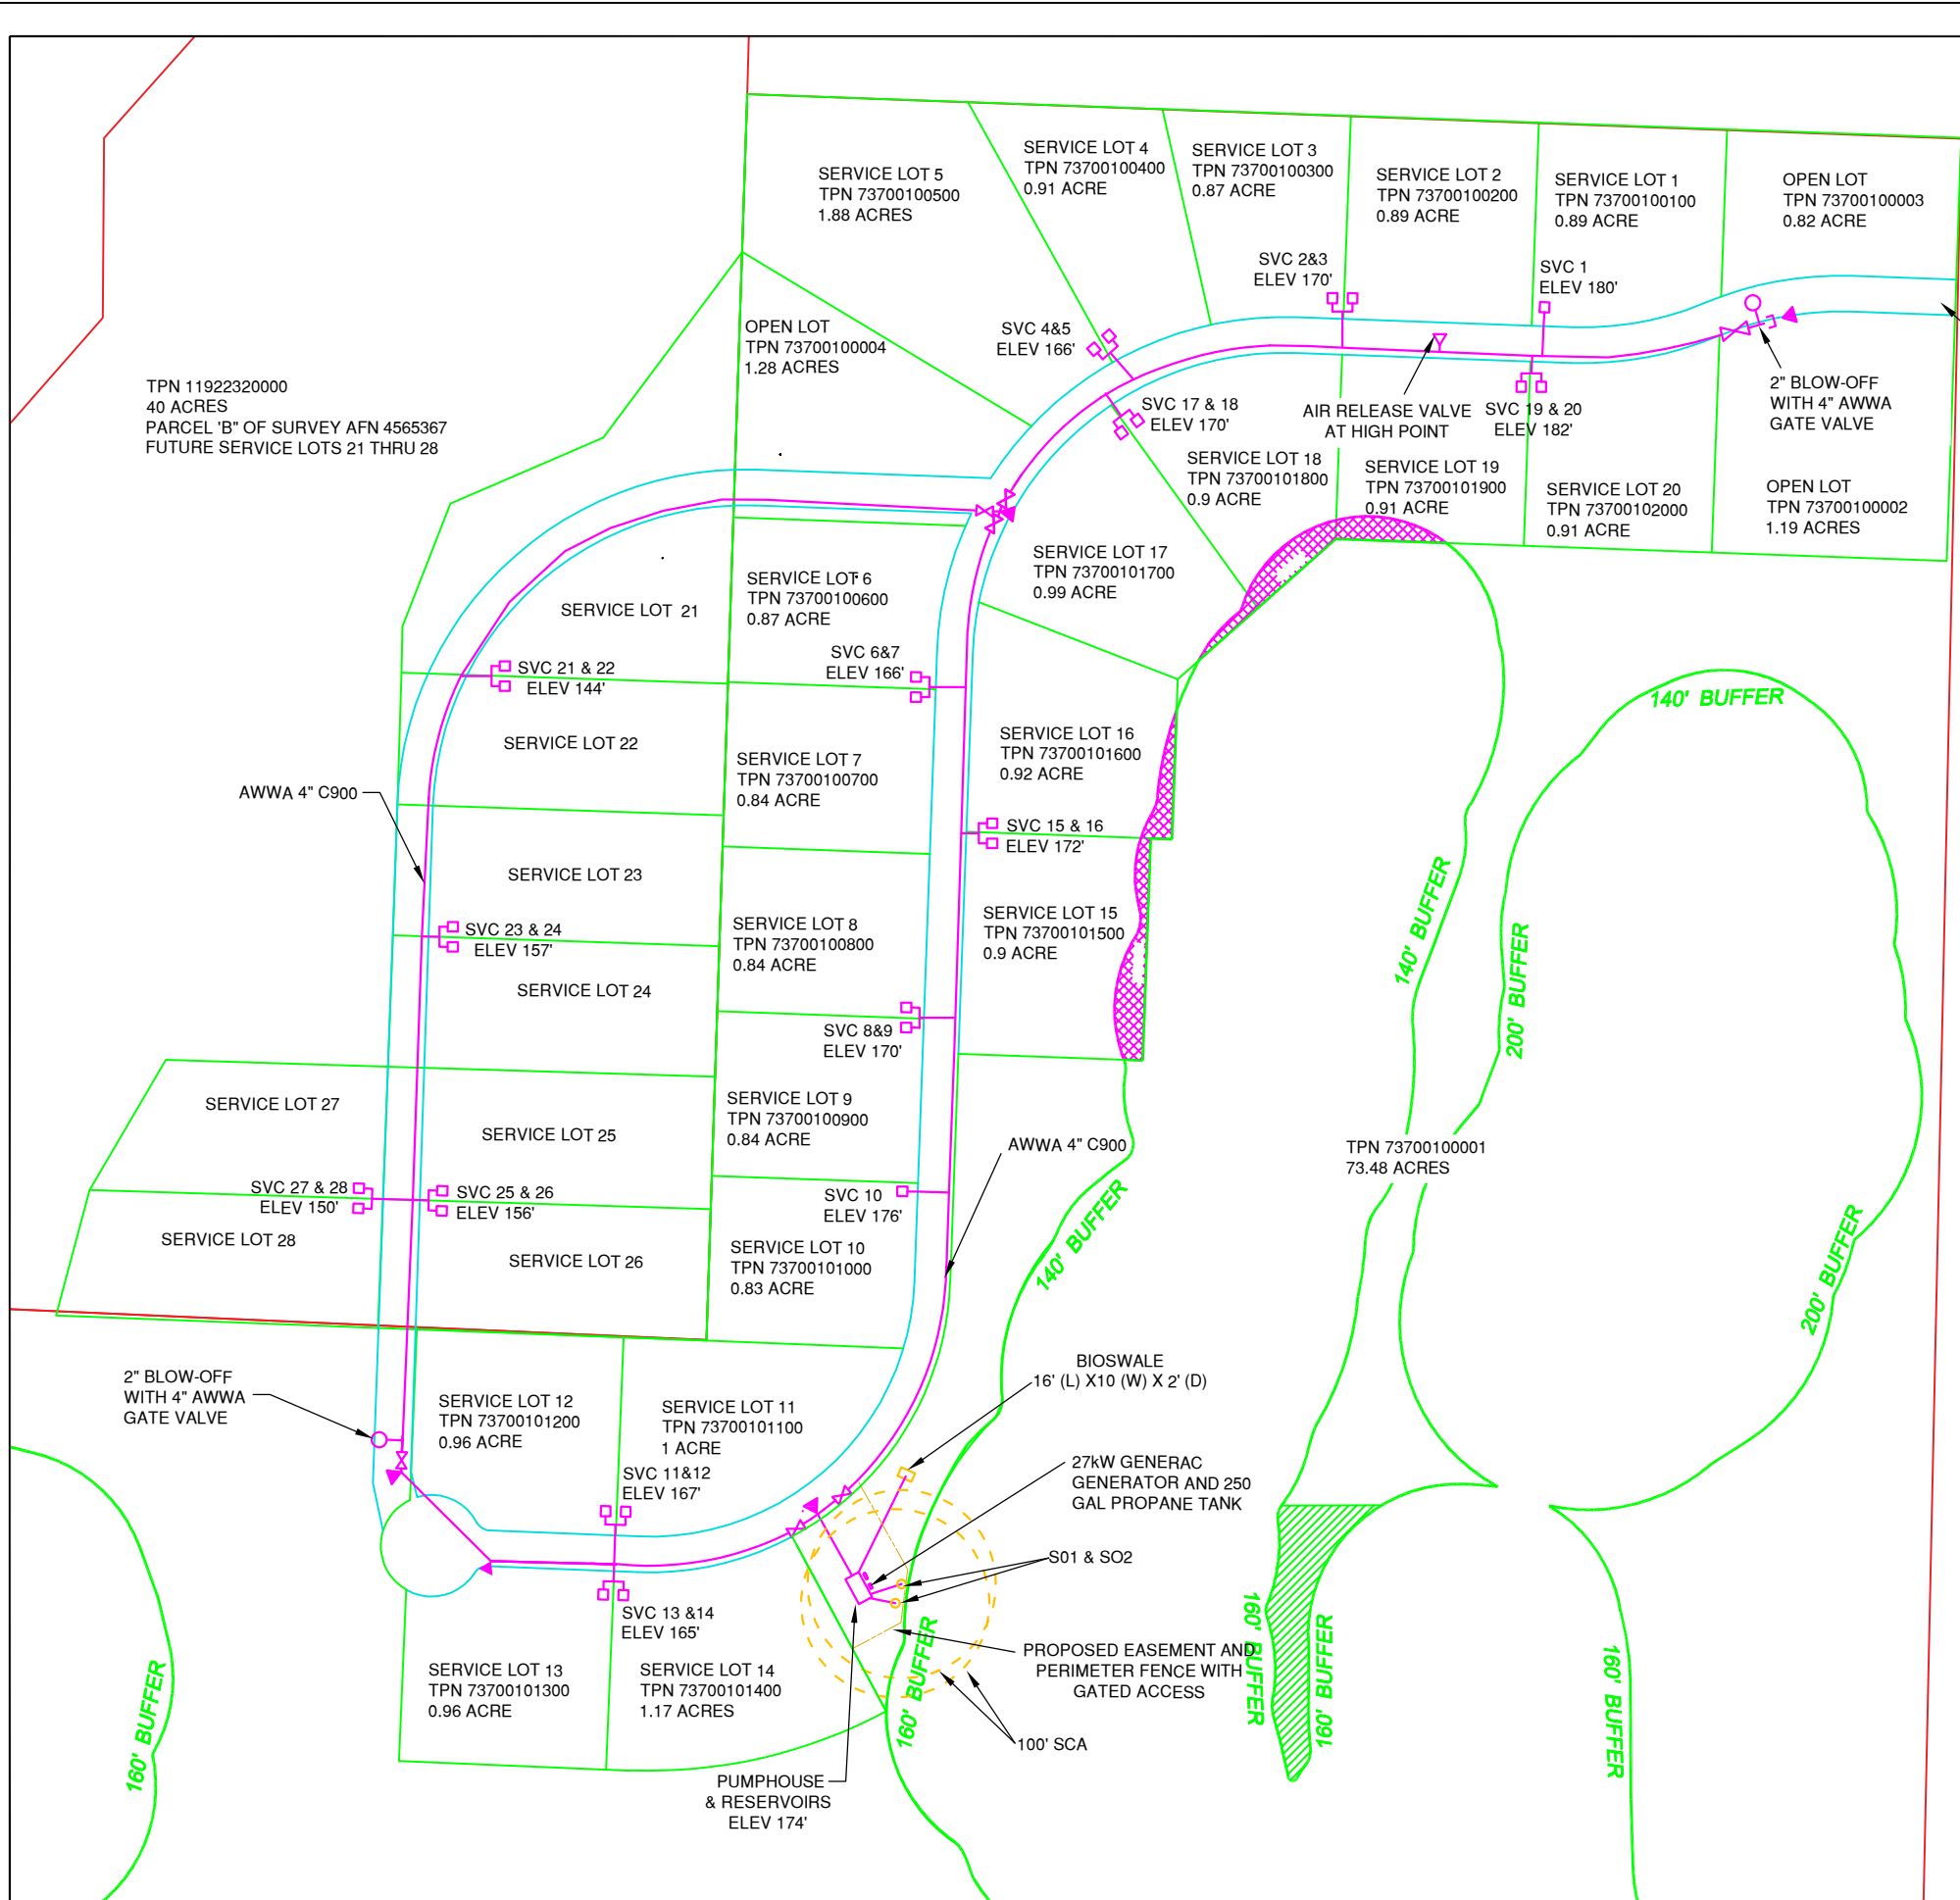 SERVICE LOT 5
TPN 73700100500
1.88 ACRES
SERVICE LOT 4
TPN 73700100400
0.91 ACRE
SERVICE LOT 3
TPN 73700100300
0.87 ACRE
SERVICE LOT 2
TPN 73700100200
0.89 ACRE
SERVICE LOT 1
TPN 73700100100
0.89 ACRE
OPEN LOT
TPN 73700100003
0.82 ACRE
SVC 2&3
ELEV 170'
SVC 1
ELEV 180'
OPEN LOT
TPN 73700100004
1.28 ACRES
SVC 4&5
ELEV 166'
TPN 11922320000
40 ACRES
PARCEL 'B" OF SURVEY AFN 4565367
FUTURE SERVICE LOTS 21 THRU 28
SVC 17 & 18
ELEV 170'
AIR RELEASE VALVE
AT HIGH POINT
SVC 19 & 20
ELEV 182'
2" BLOW-OFF
WITH 4" AWWA
GATE VALVE
SERVICE LOT 18
TPN 73700101800
0.9 ACRE
SERVICE LOT 19
TPN 73700101900
0.91 ACRE
SERVICE LOT 20
TPN 73700102000
0.91 ACRE
OPEN LOT
TPN 73700100002
1.19 ACRES
SERVICE LOT 17
TPN 73700101700
0.99 ACRE
SERVICE LOT 6
TPN 73700100600
0.87 ACRE
SERVICE LOT 21
SVC 6&7
ELEV 166'
SVC 21 & 22
ELEV 144'
140' BUFFER
SERVICE LOT 22
SERVICE LOT 7
TPN 73700100700
0.84 ACRE
SERVICE LOT 16
TPN 73700101600
0.92 ACRE
AWWA 4" C900
SVC 15 & 16
ELEV 172'
SERVICE LOT 23
140' BUFFER
200' BUFFER
SVC 23 & 24
ELEV 157'
SERVICE LOT 8
TPN 73700100800
0.84 ACRE
SERVICE LOT 15
TPN 73700101500
0.9 ACRE
SERVICE LOT 24
SVC 8&9
ELEV 170'
SERVICE LOT 27
SERVICE LOT 25
SERVICE LOT 9
TPN 73700100900
0.84 ACRE
AWWA 4" C900
TPN 73700100001
73.48 ACRES
SVC 27 & 28
ELEV 150'
SVC 25 & 26
ELEV 156'
SVC 10
ELEV 176'
140' BUFFER
200' BUFFER
SERVICE LOT 28
SERVICE LOT 26
SERVICE LOT 10
TPN 73700101000
0.83 ACRE
2" BLOW-OFF
WITH 4" AWWA
GATE VALVE
SERVICE LOT 12
TPN 73700101200
0.96 ACRE
SERVICE LOT 11
TPN 73700101100
1 ACRE
BIOSWALE
16' (L) X10 (W) X 2' (D)
SVC 11&12
ELEV 167'
27kW GENERAC
GENERATOR AND 250
GAL PROPANE TANK
S01 & SO2
SVC 13 &14
ELEV 165'
PROPOSED EASEMENT AND
PERIMETER FENCE WITH
GATED ACCESS
160' BUFFER
160' BUFFER
160' BUFFER
160' BUFFER
160' BUFFER
SERVICE LOT 13
TPN 73700101300
0.96 ACRE
SERVICE LOT 14
TPN 73700101400
1.17 ACRES
100' SCA
PUMPHOUSE
& RESERVOIRS
ELEV 174'